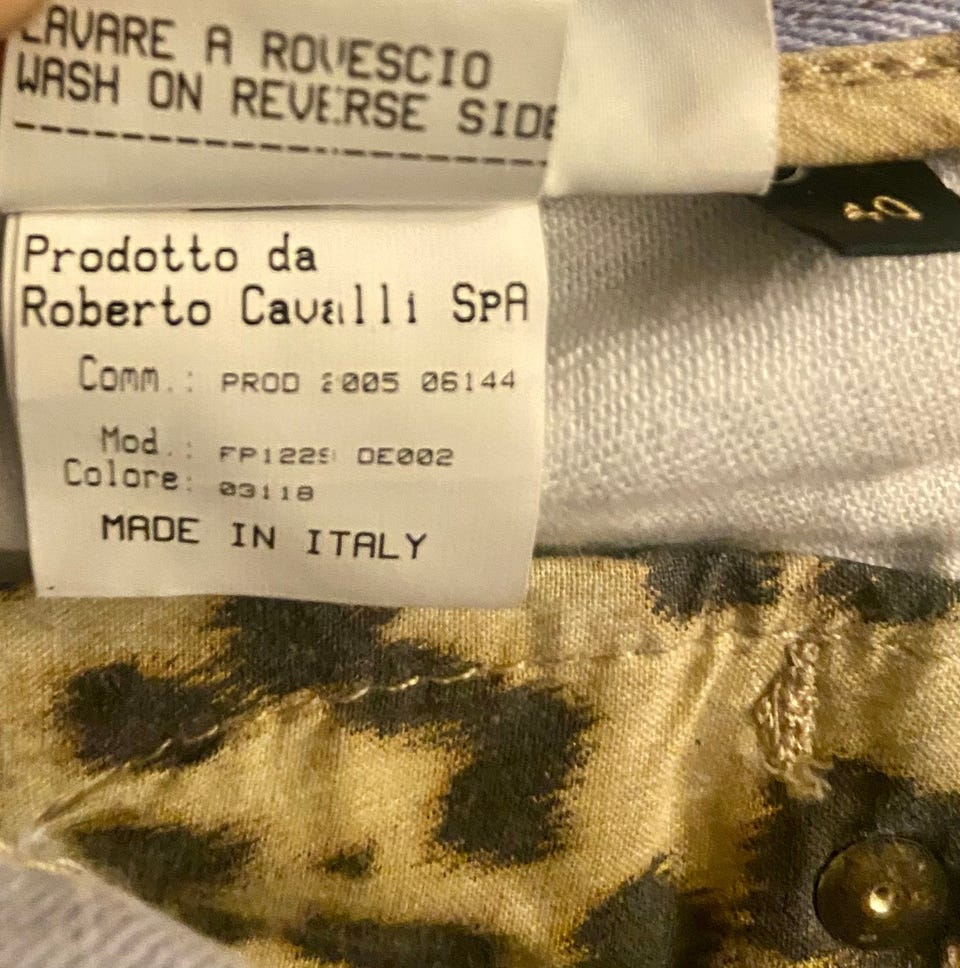 LAVARE A ROVESCIO
WASH ON REVERSE SIDE
Prodotto da
Roberto Cavalli SpA
Comm.: PROD 2005 06144
Mod.: FP1229 DE002
Colore: 03118
MADE IN ITALY